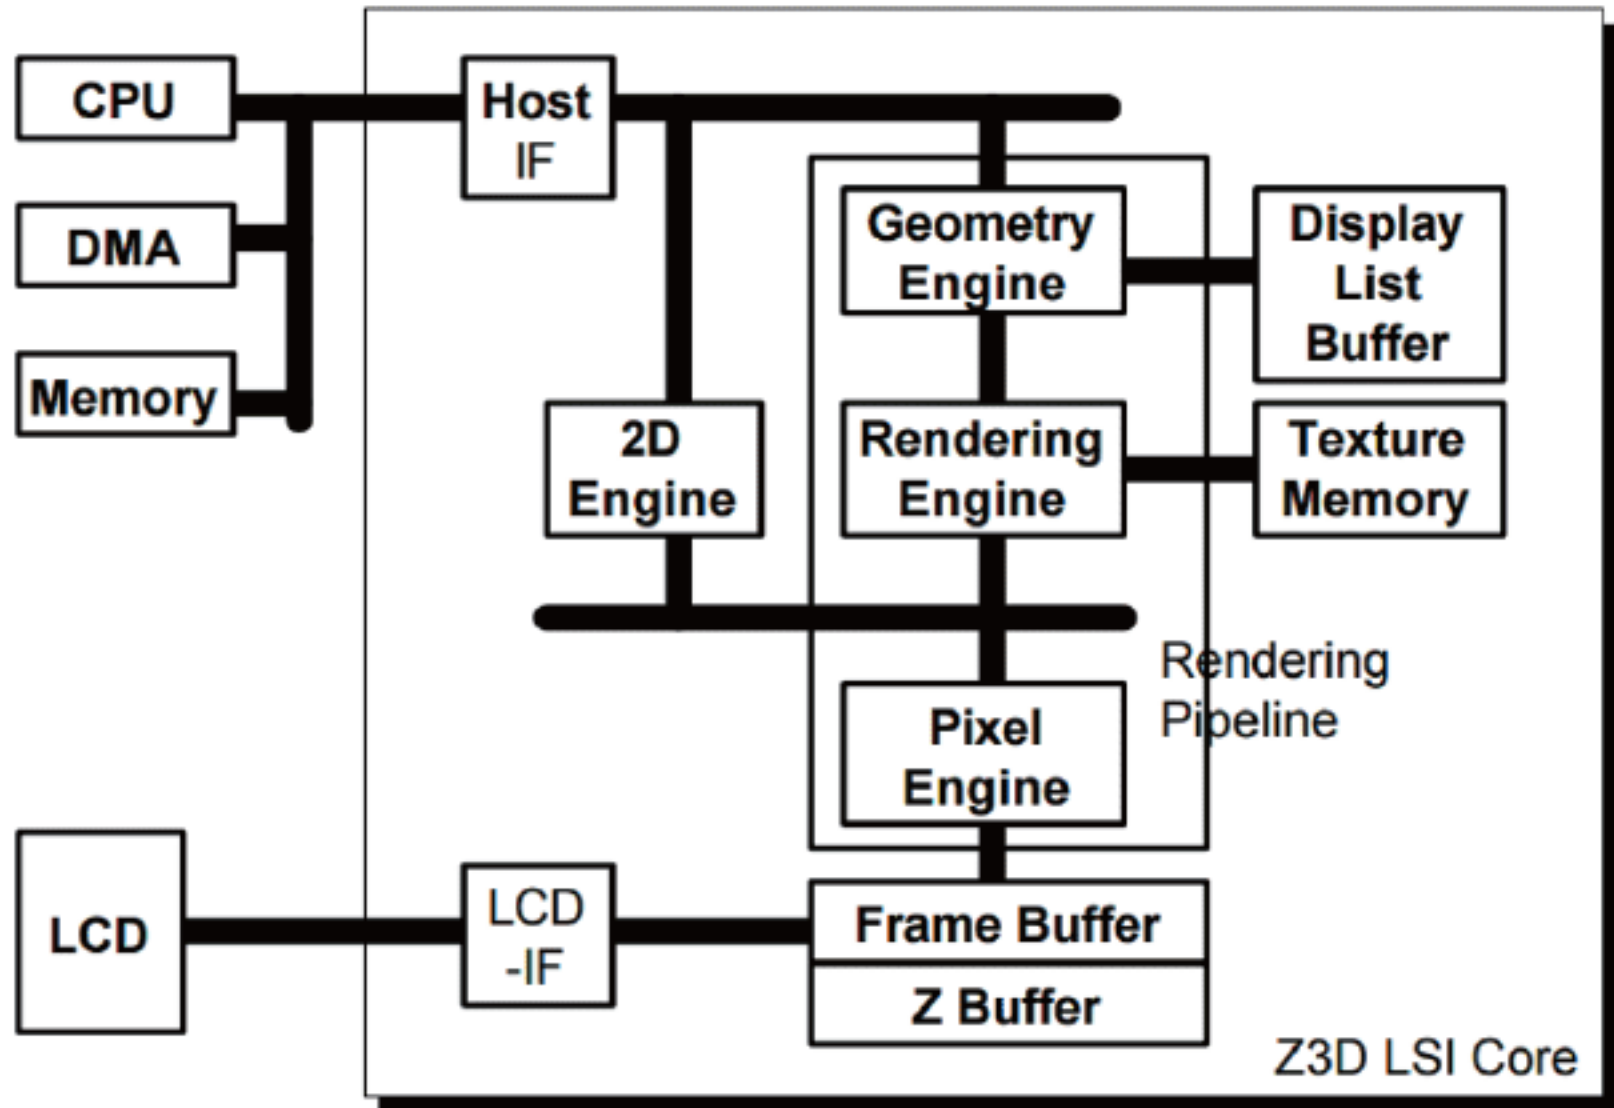 CPU
Host
IF
DMA
Geometry
Engine
Display
List
Buffer
Memory
2D
Engine
Rendering
Engine
Texture
Memory
Rendering
Pipeline
Pixel
Engine
LCD
LCD
-IF
Frame Buffer
Z Buffer
Z3D LSI Core